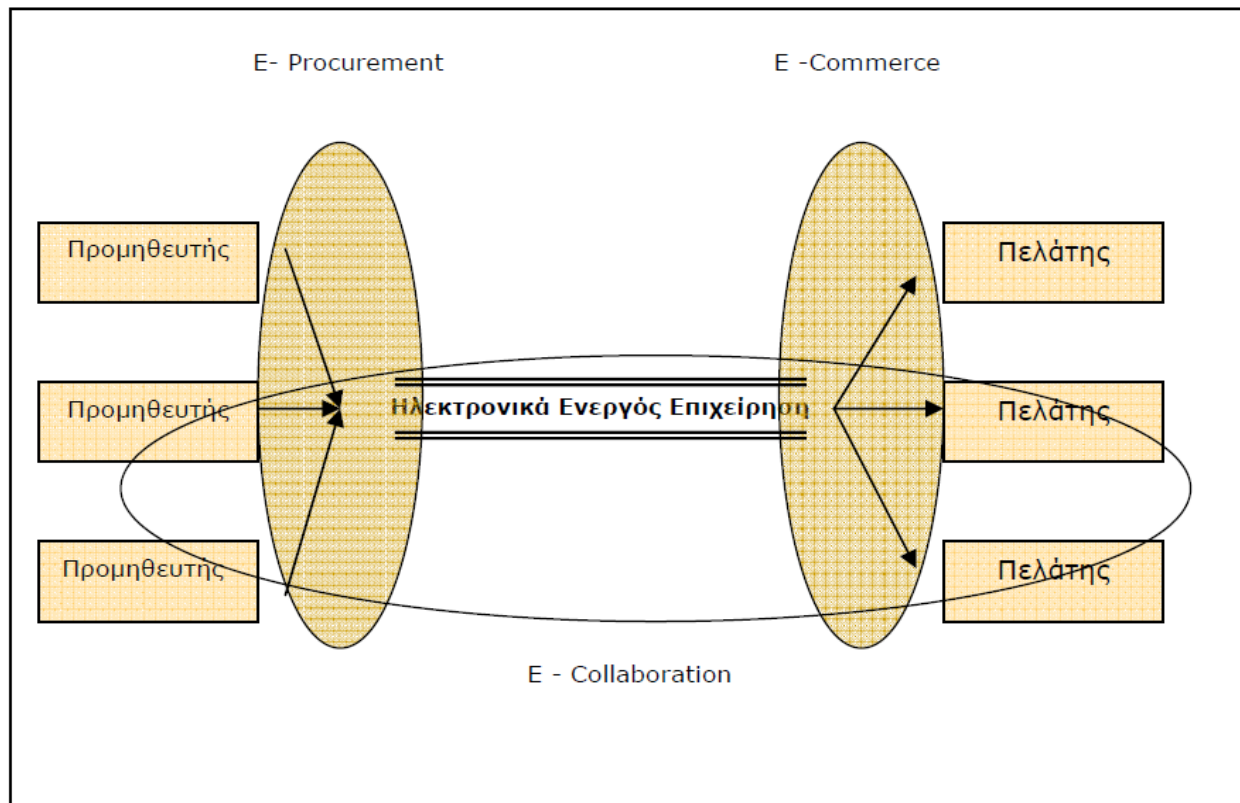 E- Procurement
E -Commerce
Προμηθευτής
Πελάτης
Προμηθευτής
Ηλεκτρονικά Ενεργός Επιχείρηση
Πελάτης
Προμηθευτής
Πελάτης
E - Collaboration